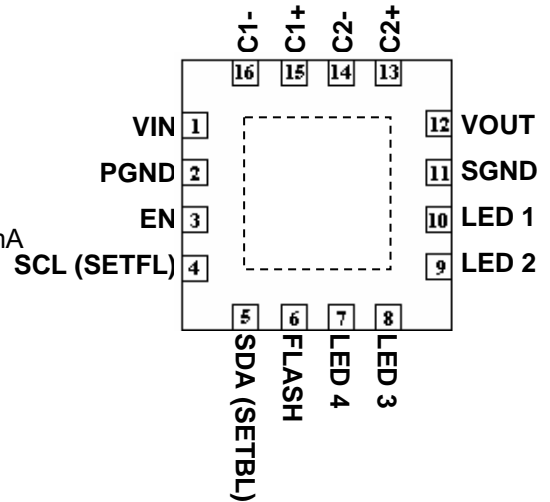 C1- C1+ C2- C2+
16 15 14 13
VIN 1 12 VOUT
PGND 2 11 SGND
EN 3 10 LED 1
nA
SCL (SETFL) 4 9 LED 2
5 6 7 8
SDA (SETBL) FLASH LED 4 LED 3